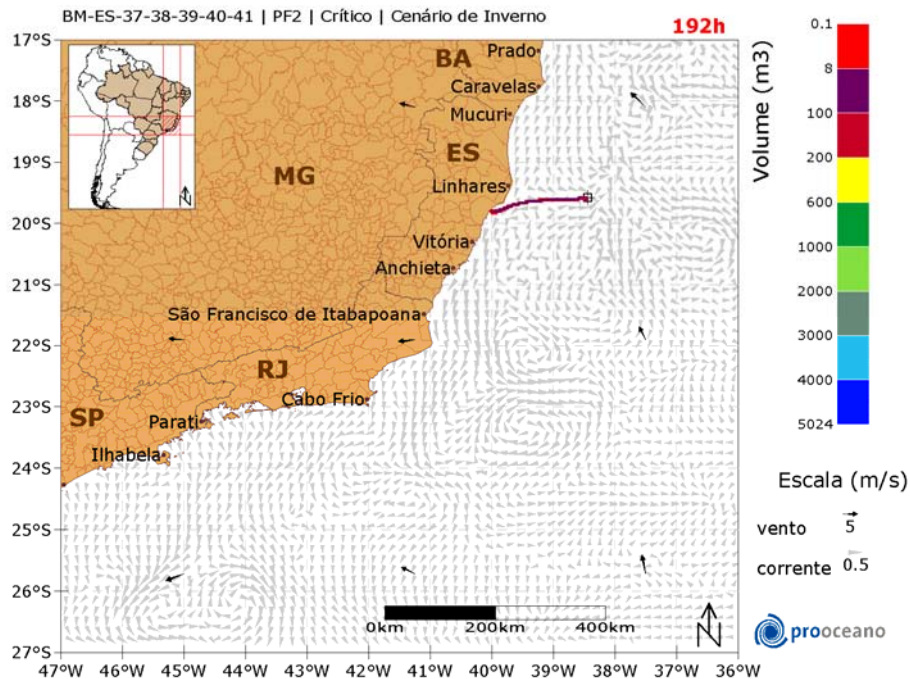 BM-ES-37-38-39-40-41 | PF2 | Crítico | Cenário de Inverno
192h
17°S
18°S
19°S
20°S
21°S
22°S
23°S
24°S
25°S
26°S
27°S
47°W
46°W
45°W
44°W
43°W
42°W
41°W
40°W
39°W
38°W
37°W
36°W
BA
Prado
Caravelas
Mucuri
ES
MG
Linhares
Vitória
Anchieta
São Francisco de Itabapoana
RJ
Cabo Frio
SP
Parati
Ilhabela
0km
200km
400km
N
N
Volume (m3)
0.1
8
100
200
600
1000
2000
3000
4000
5024
Escala (m/s)
vento 5
corrente 0.5
prooceano